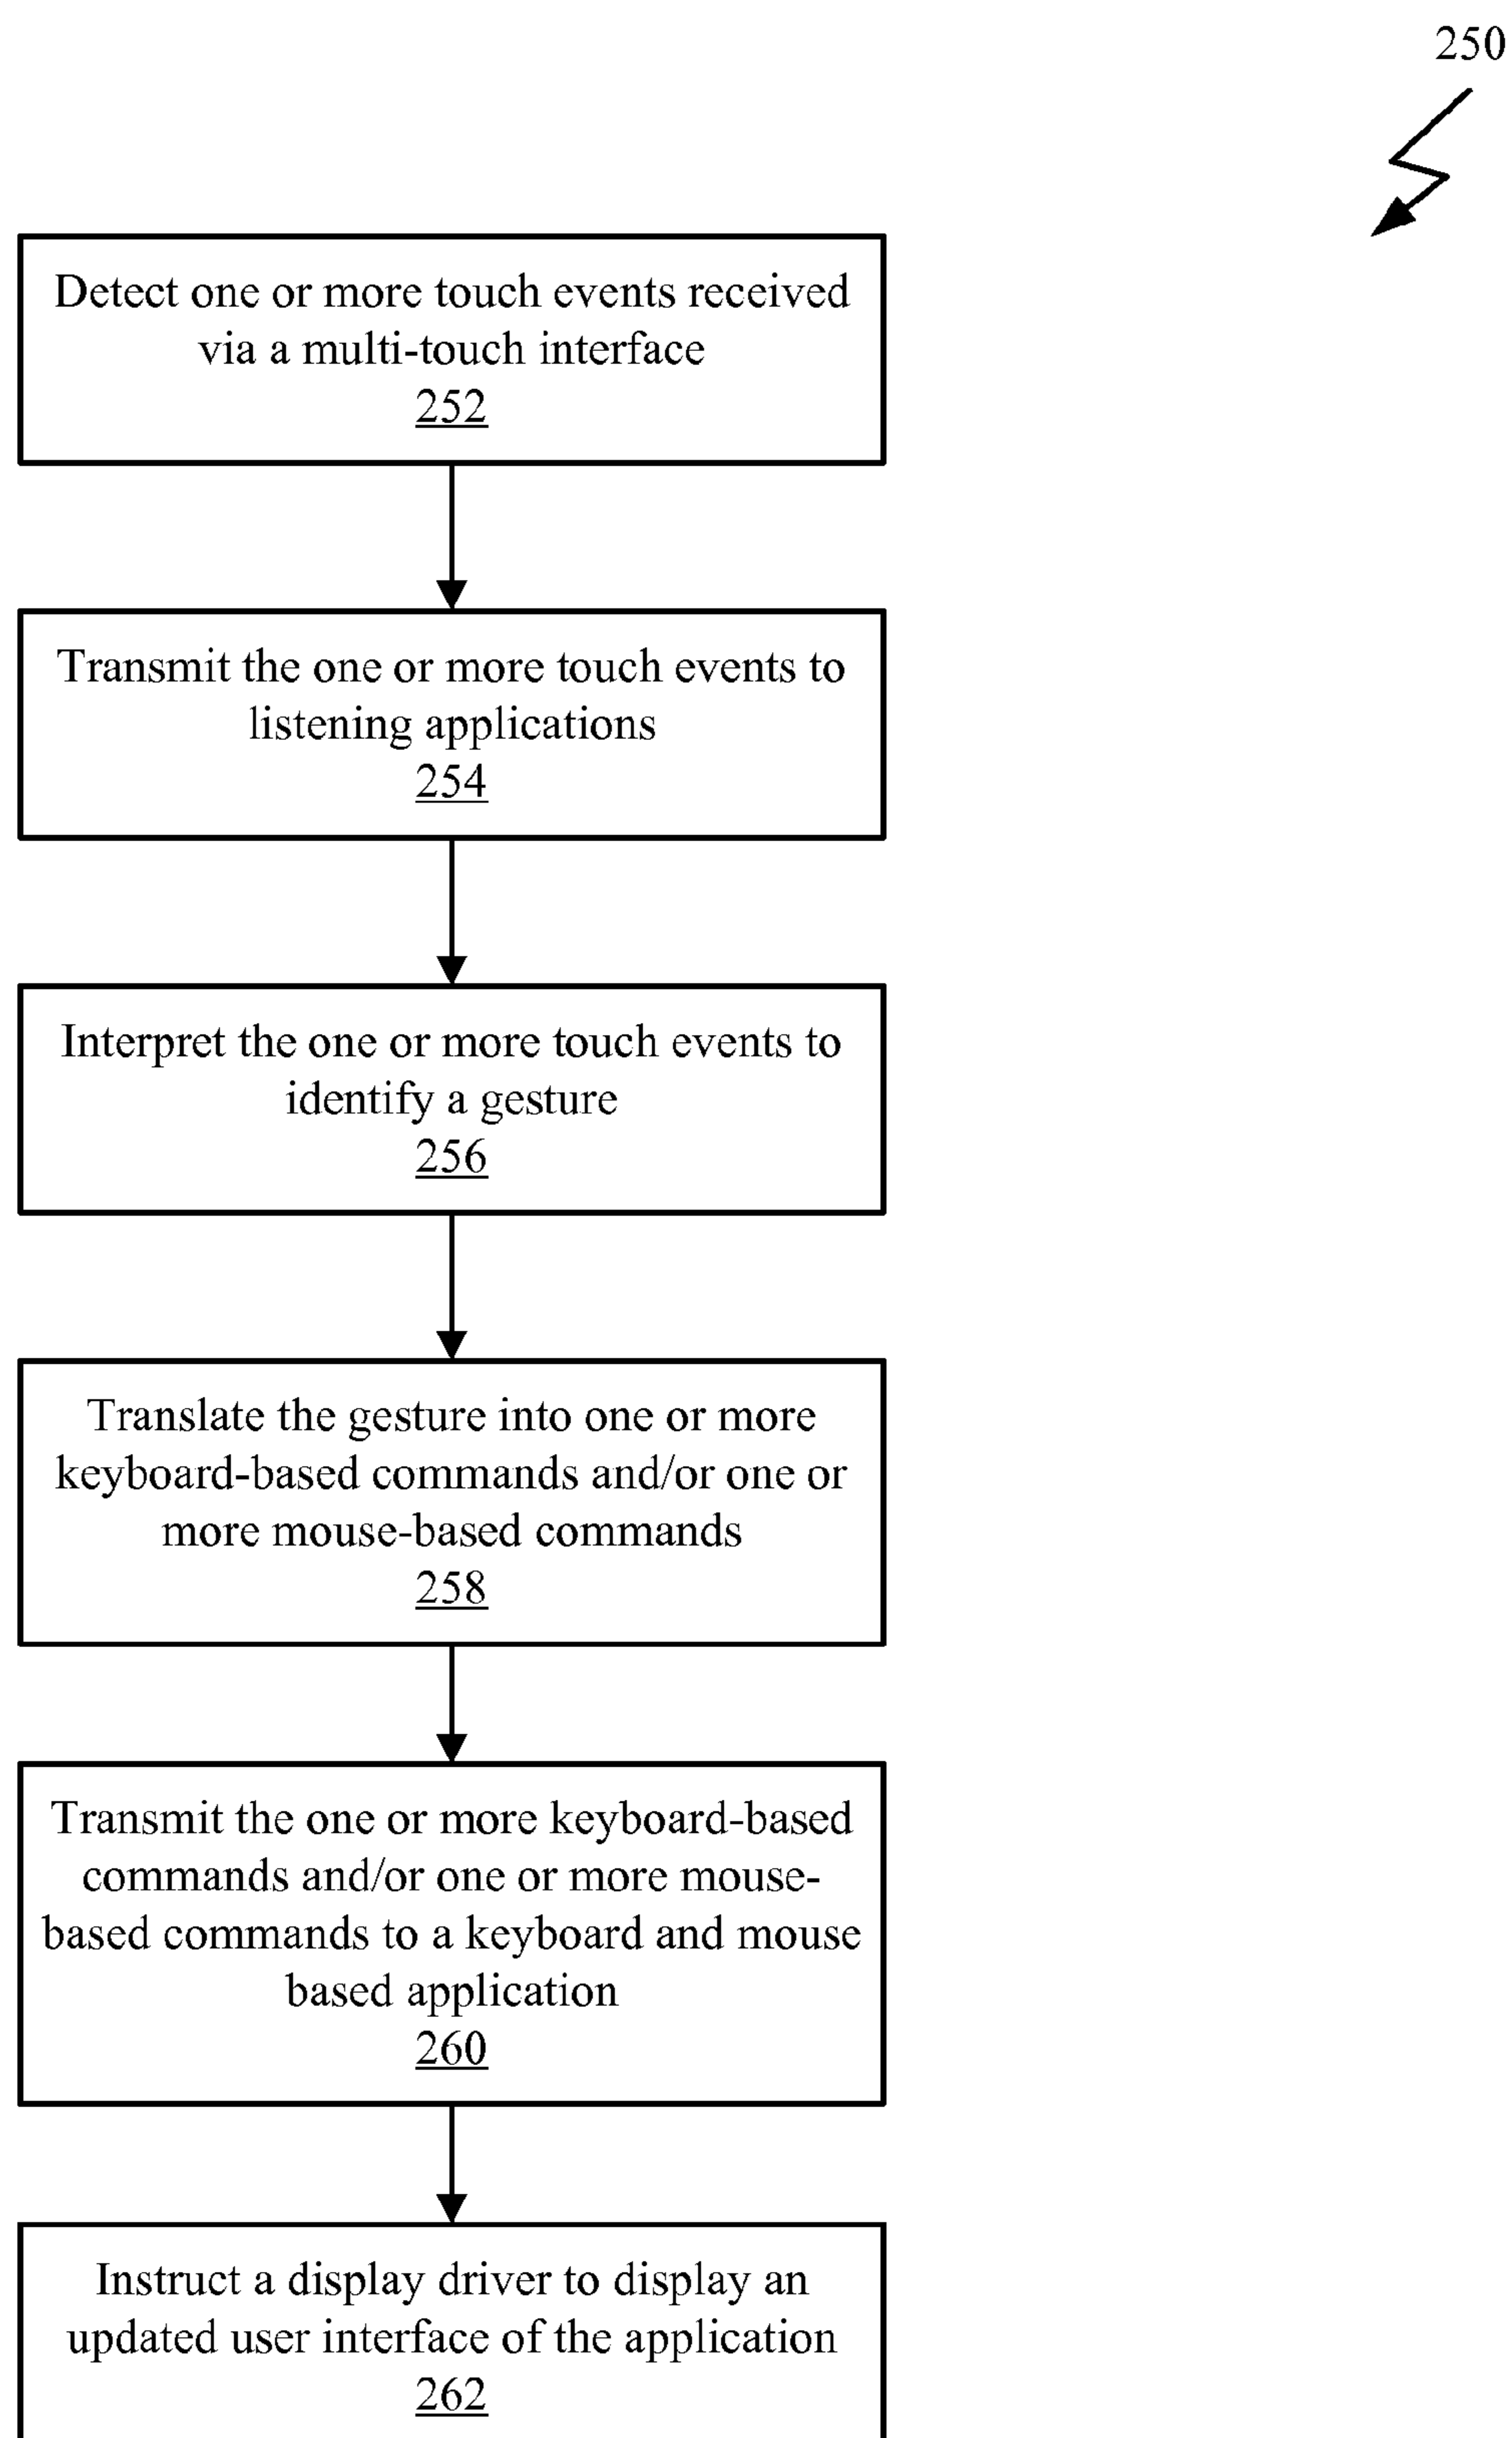 250
Detect one or more touch events received
via a multi-touch interface
252
Transmit the one or more touch events to
listening applications
254
Interpret the one or more touch events to
identify a gesture
256
Translate the gesture into one or more
keyboard-based commands and/or one or
more mouse-based commands
258
Transmit the one or more keyboard-based
commands and/or one or more mouse-
based commands to a keyboard and mouse
based application
260
Instruct a display driver to display an
updated user interface of the application
262